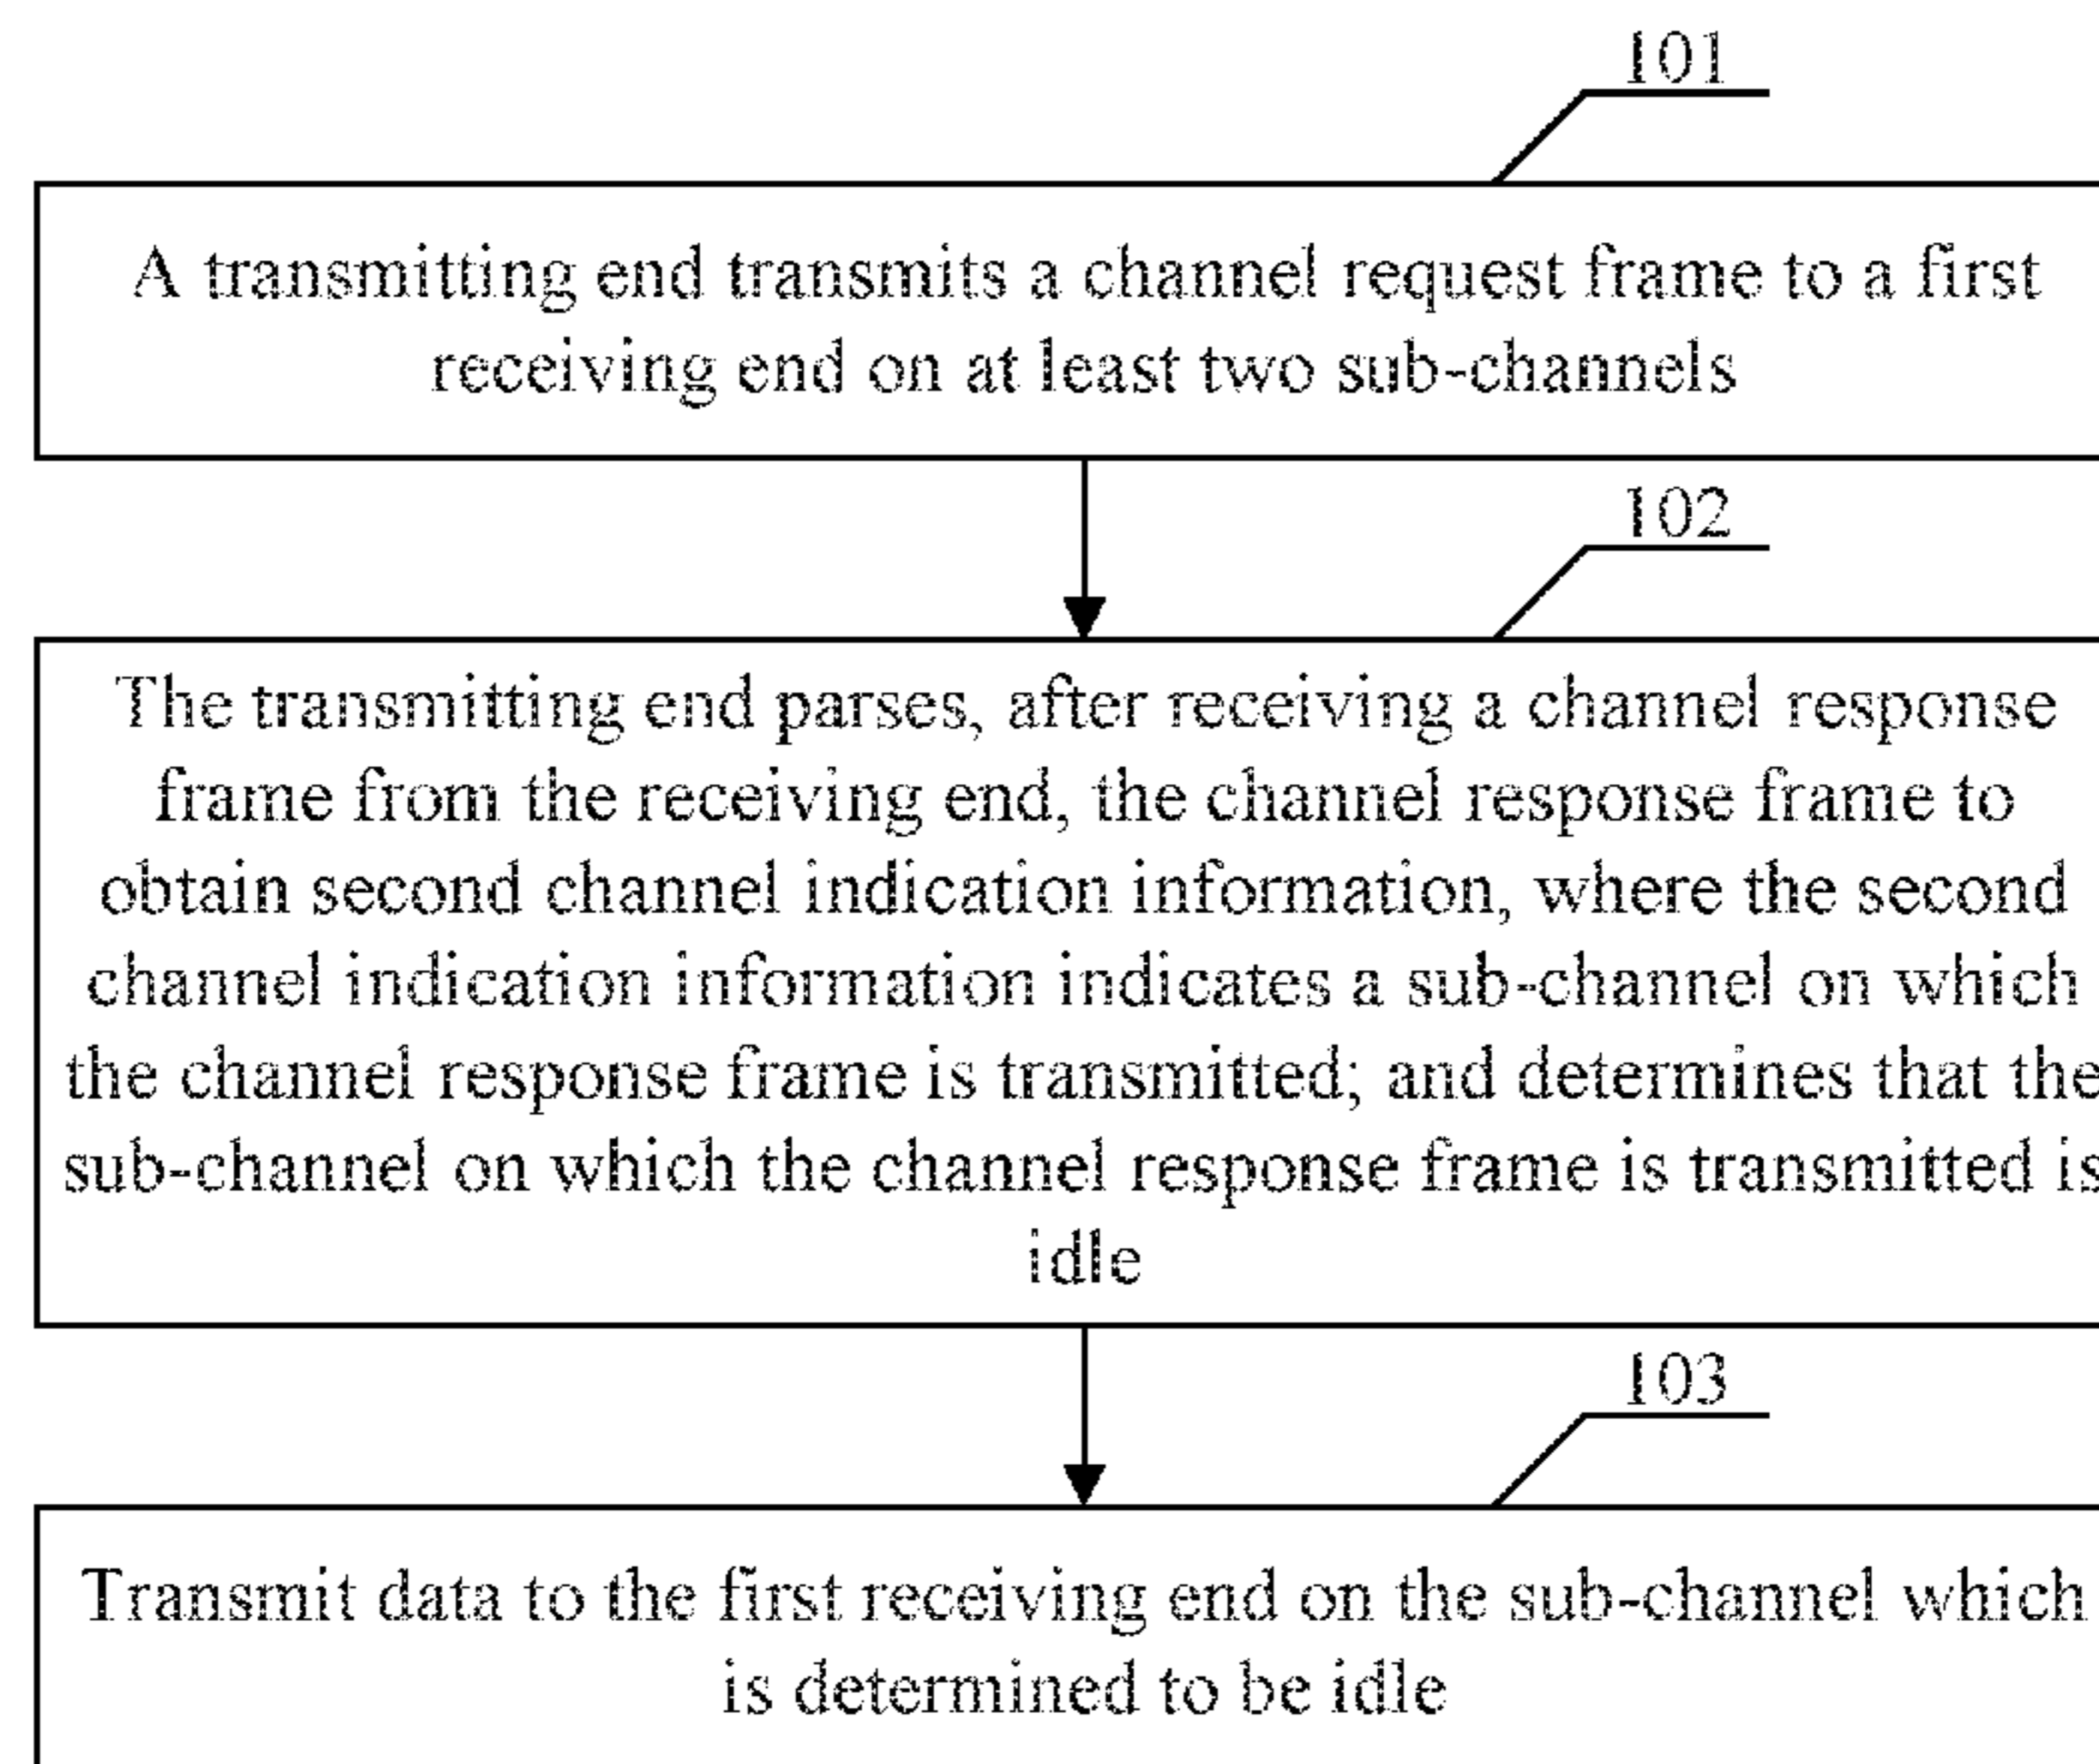 101
A transmitting end transmits a channel request frame to a first
receiving end on at least two sub-channels
102
The transmitting end parses, after receiving a channel response
frame from the receiving end, the channel response frame to
obtain second channel indication information, where the second
channel indication information indicates a sub-channel on which
the channel response frame is transmitted; and determines that the
sub-channel on which the channel response frame is transmitted is
idle
103
Transmit data to the first receiving end on the sub-channel which
is determined to be idle